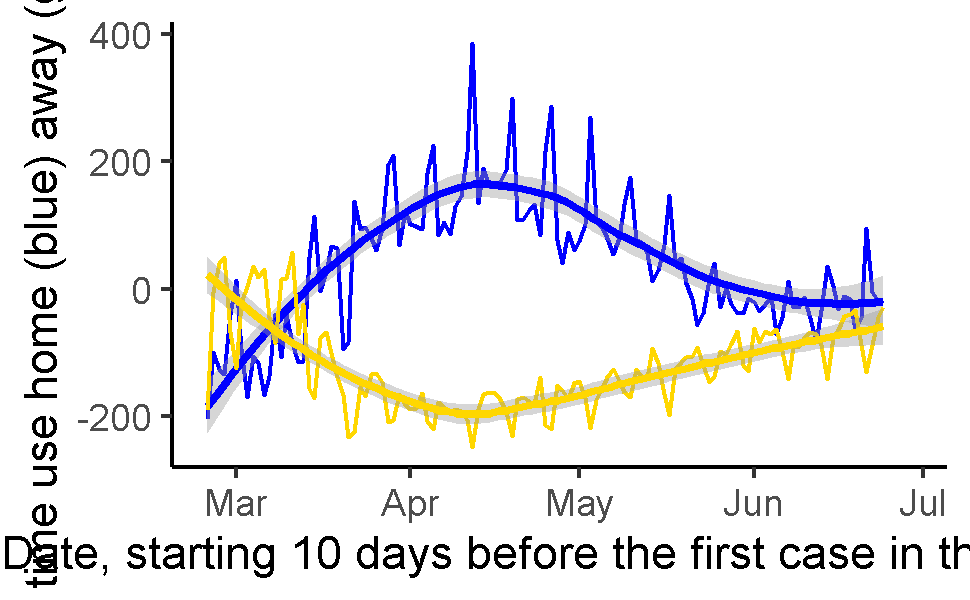 time use home (blue) away (
400
200
0
-200
Mar Apr May Jun Jul
Date, starting 10 days before the first case in th